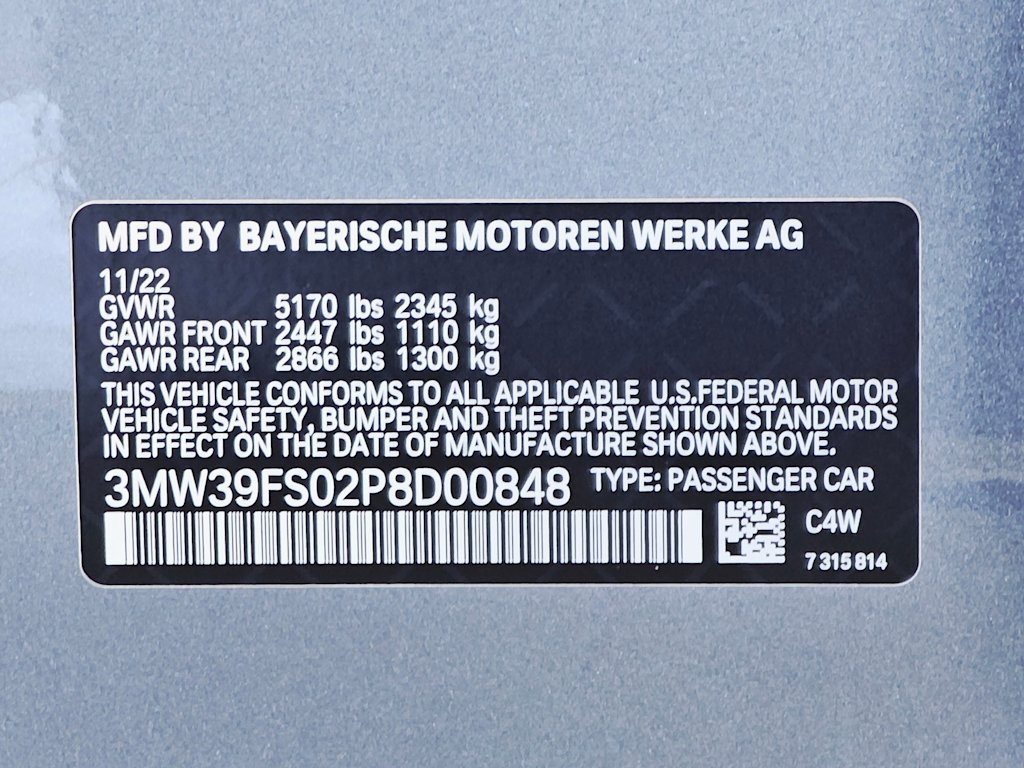 MFD BY BAYERISCHE MOTOREN WERKE AG
11/22
GVWR 5170 lbs 2345 kg
GAWR FRONT 2447 lbs 1110 kg
GAWR REAR 2866 lbs 1300 kg
THIS VEHICLE CONFORMS TO ALL APPLICABLE U.S.FEDERAL MOTOR
VEHICLE SAFETY, BUMPER AND THEFT PREVENTION STANDARDS
IN EFFECT ON THE DATE OF MANUFACTURE SHOWN ABOVE.
3MW39FS02P8D00848 TYPE: PASSENGER CAR
C4W
7 315 814